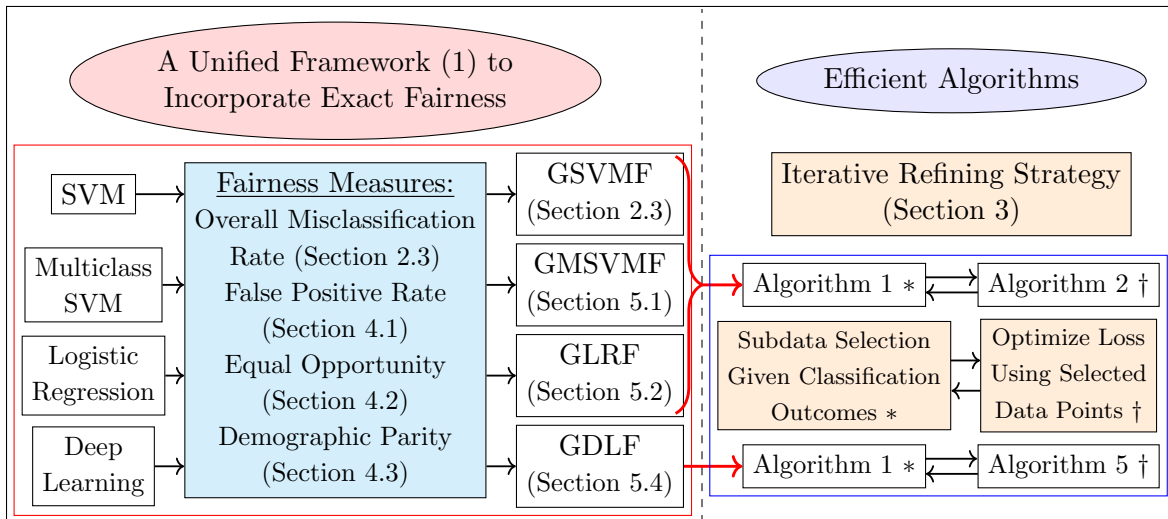 A Unified Framework (1) to
Incorporate Exact Fairness
Efficient Algorithms
SVM
Multiclass
SVM
Logistic
Regression
Deep
Learning
Fairness Measures:
Overall Misclassification
Rate (Section 2.3)
False Positive Rate
(Section 4.1)
Equal Opportunity
(Section 4.2)
Demographic Parity
(Section 4.3)
GSVMF
(Section 2.3)
GMSVMF
(Section 5.1)
GLRF
(Section 5.2)
GDLF
(Section 5.4)
Iterative Refining Strategy
(Section 3)
Algorithm 1 ∗
Algorithm 2 †
Subdata Selection
Given Classification
Outcomes ∗
Optimize Loss
Using Selected
Data Points †
Algorithm 1 ∗
Algorithm 5 †